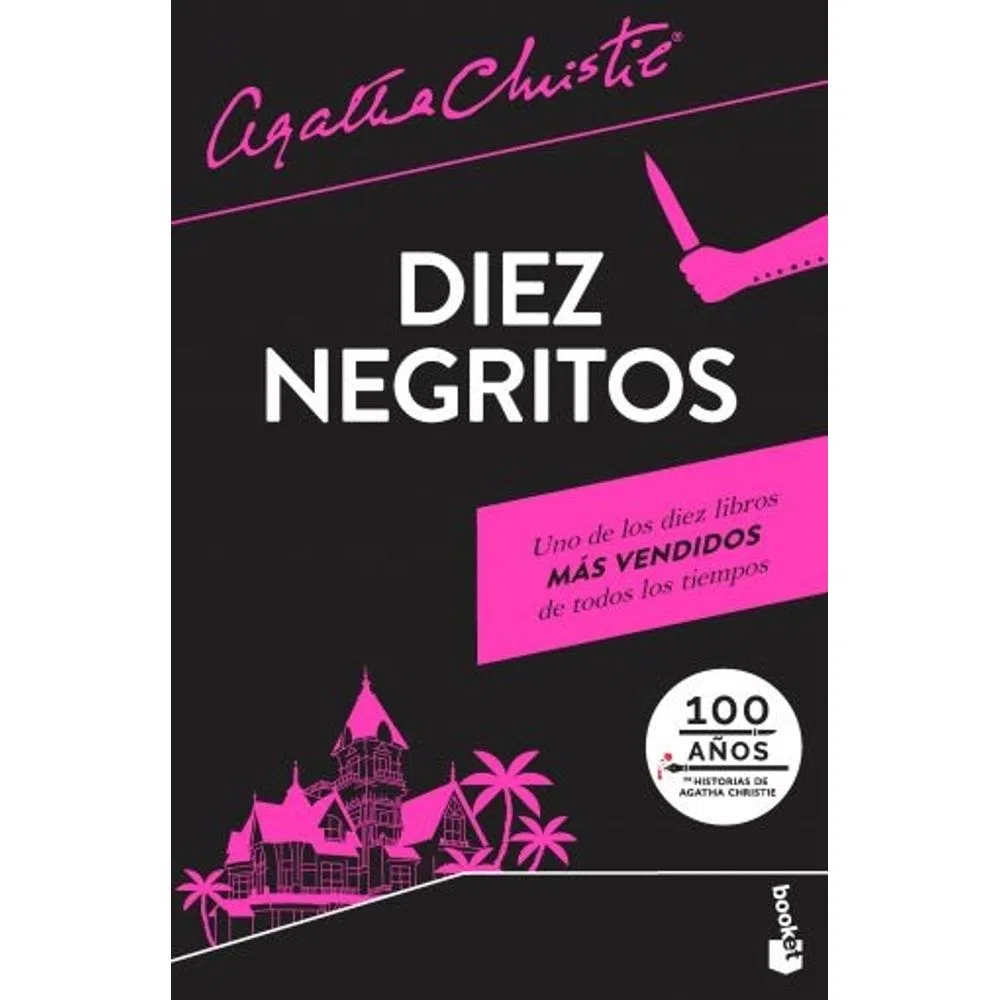 Agatha Christie®
DIEZ
NEGRITOS
Uno de los diez libros
MÁS VENDIDOS
de todos los tiempos
100
AÑOS
DE HISTORIAS DE
AGATHA CHRISTIE
booket